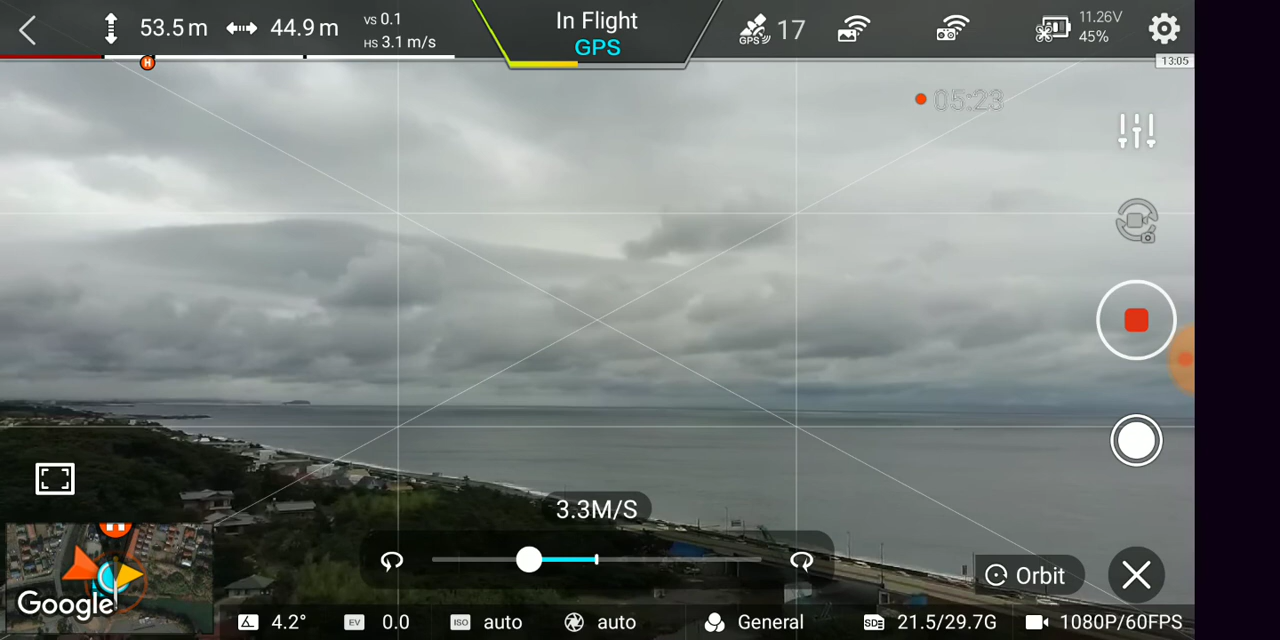 53.5 m
44.9 m
VS 0.1
HS 3.1 m/s
In Flight
GPS
GPS
17
11.26V
45%
13:05
H
05:23
3.3M/S
Orbit
Google
4.2°
EV 0.0
ISO auto
auto
General
SD 21.5/29.7G
1080P/60FPS